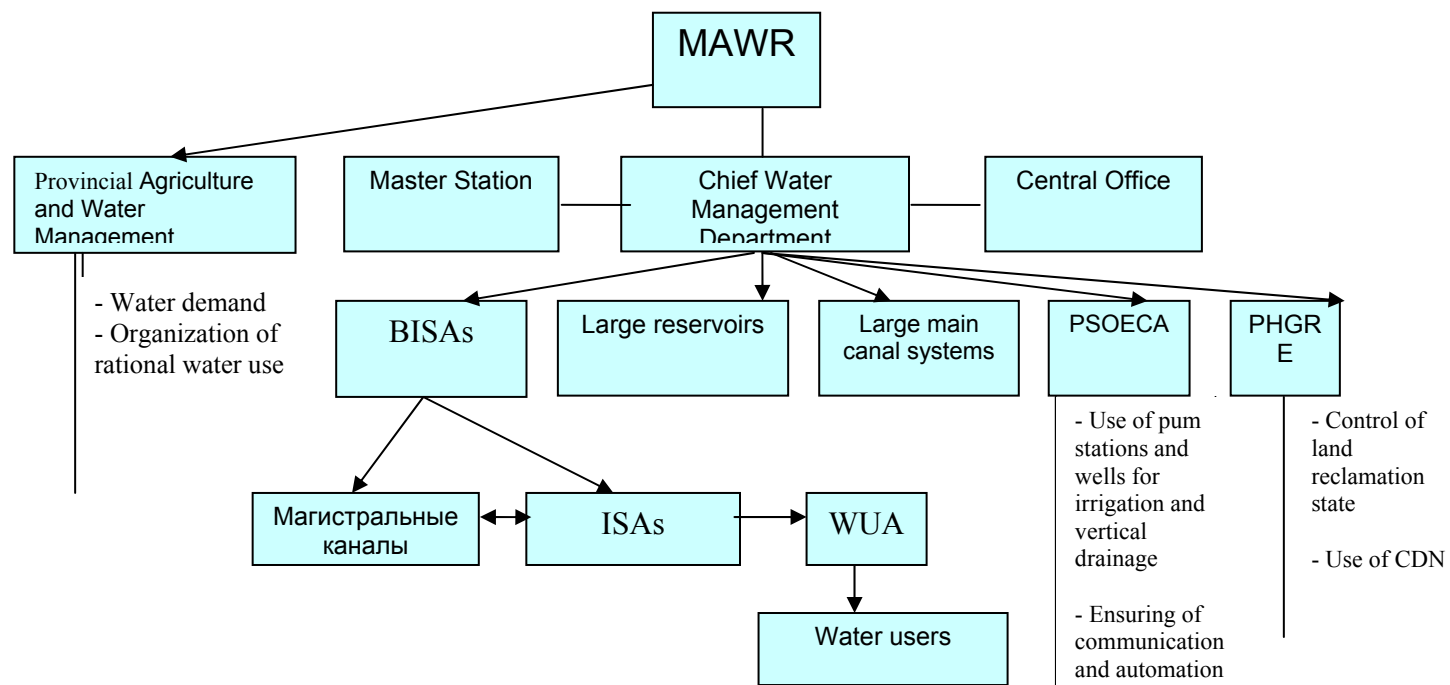 MAWR
Provincial Agriculture
and Water
Management
Master Station
Chief Water
Management
Department
Central Office
- Water demand
- Organization of
rational water use
BISAs
Large reservoirs
Large main
canal systems
PSOECA
PHGR
E
- Use of pum
stations and
wells for
irrigation and
vertical
drainage
- Ensuring of
communication
and automation
- Control of
land
reclamation
state
- Use of CDN
Магистральные
каналы
ISAs
WUA
Water users